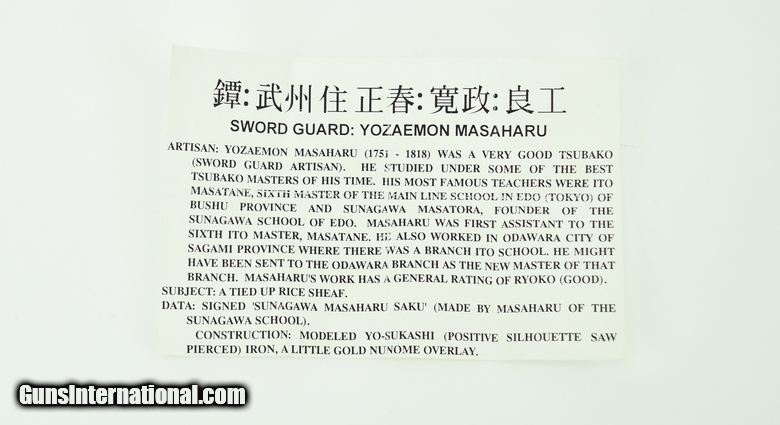 鐔:武州住正春:寛政:良工
SWORD GUARD: YOZAEMON MASAHARU
ARTISAN: YOZAEMON MASAHARU (1751 - 1818) WAS A VERY GOOD TSUBAKO
(SWORD GUARD ARTISAN). HE STUDIED UNDER SOME OF THE BEST
TSUBAKO MASTERS OF HIS TIME. HIS MOST FAMOUS TEACHERS WERE ITO
MASATANE, SIXTH MASTER OF THE MAIN LINE SCHOOL IN EDO (TOKYO) OF
BUSHU PROVINCE AND SUNAGAWA MASATORA, FOUNDER OF THE
SUNAGAWA SCHOOL OF EDO. MASAHARU WAS FIRST ASSISTANT TO THE
SIXTH ITO MASTER, MASATANE. HE ALSO WORKED IN ODAWARA CITY OF
SAGAMI PROVINCE WHERE THERE WAS A BRANCH ITO SCHOOL. HE MIGHT
HAVE BEEN SENT TO THE ODAWARA BRANCH AS THE NEW MASTER OF THAT
BRANCH. MASAHARU'S WORK HAS A GENERAL RATING OF RYOKO (GOOD).
SUBJECT: A TIED UP RICE SHEAF.
DATA: SIGNED 'SUNAGAWA MASAHARU SAKU' (MADE BY MASAHARU OF THE
SUNAGAWA SCHOOL).
CONSTRUCTION: MODELED YO-SUKASHI (POSITIVE SILHOUETTE SAW
PIERCED) IRON, A LITTLE GOLD NUNOME OVERLAY.
GunsInternational.com